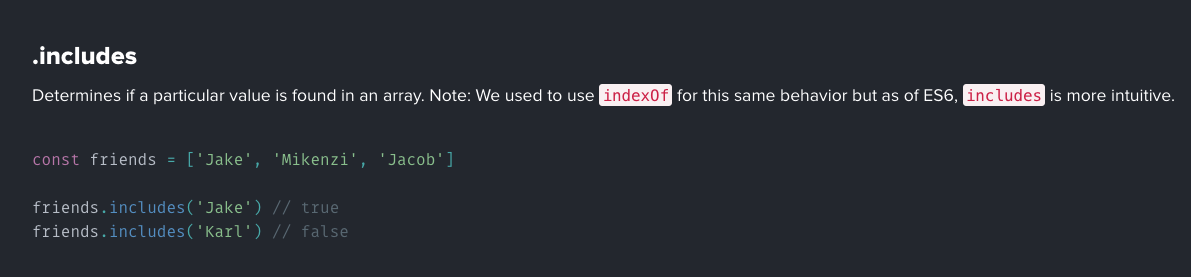 .includes
Determines if a particular value is found in an array. Note: We used to use indexOf for this same behavior but as of ES6, includes is more intuitive.
const friends = ['Jake', 'Mikenzi', 'Jacob']
friends.includes('Jake') // true
friends.includes('Karl') // false